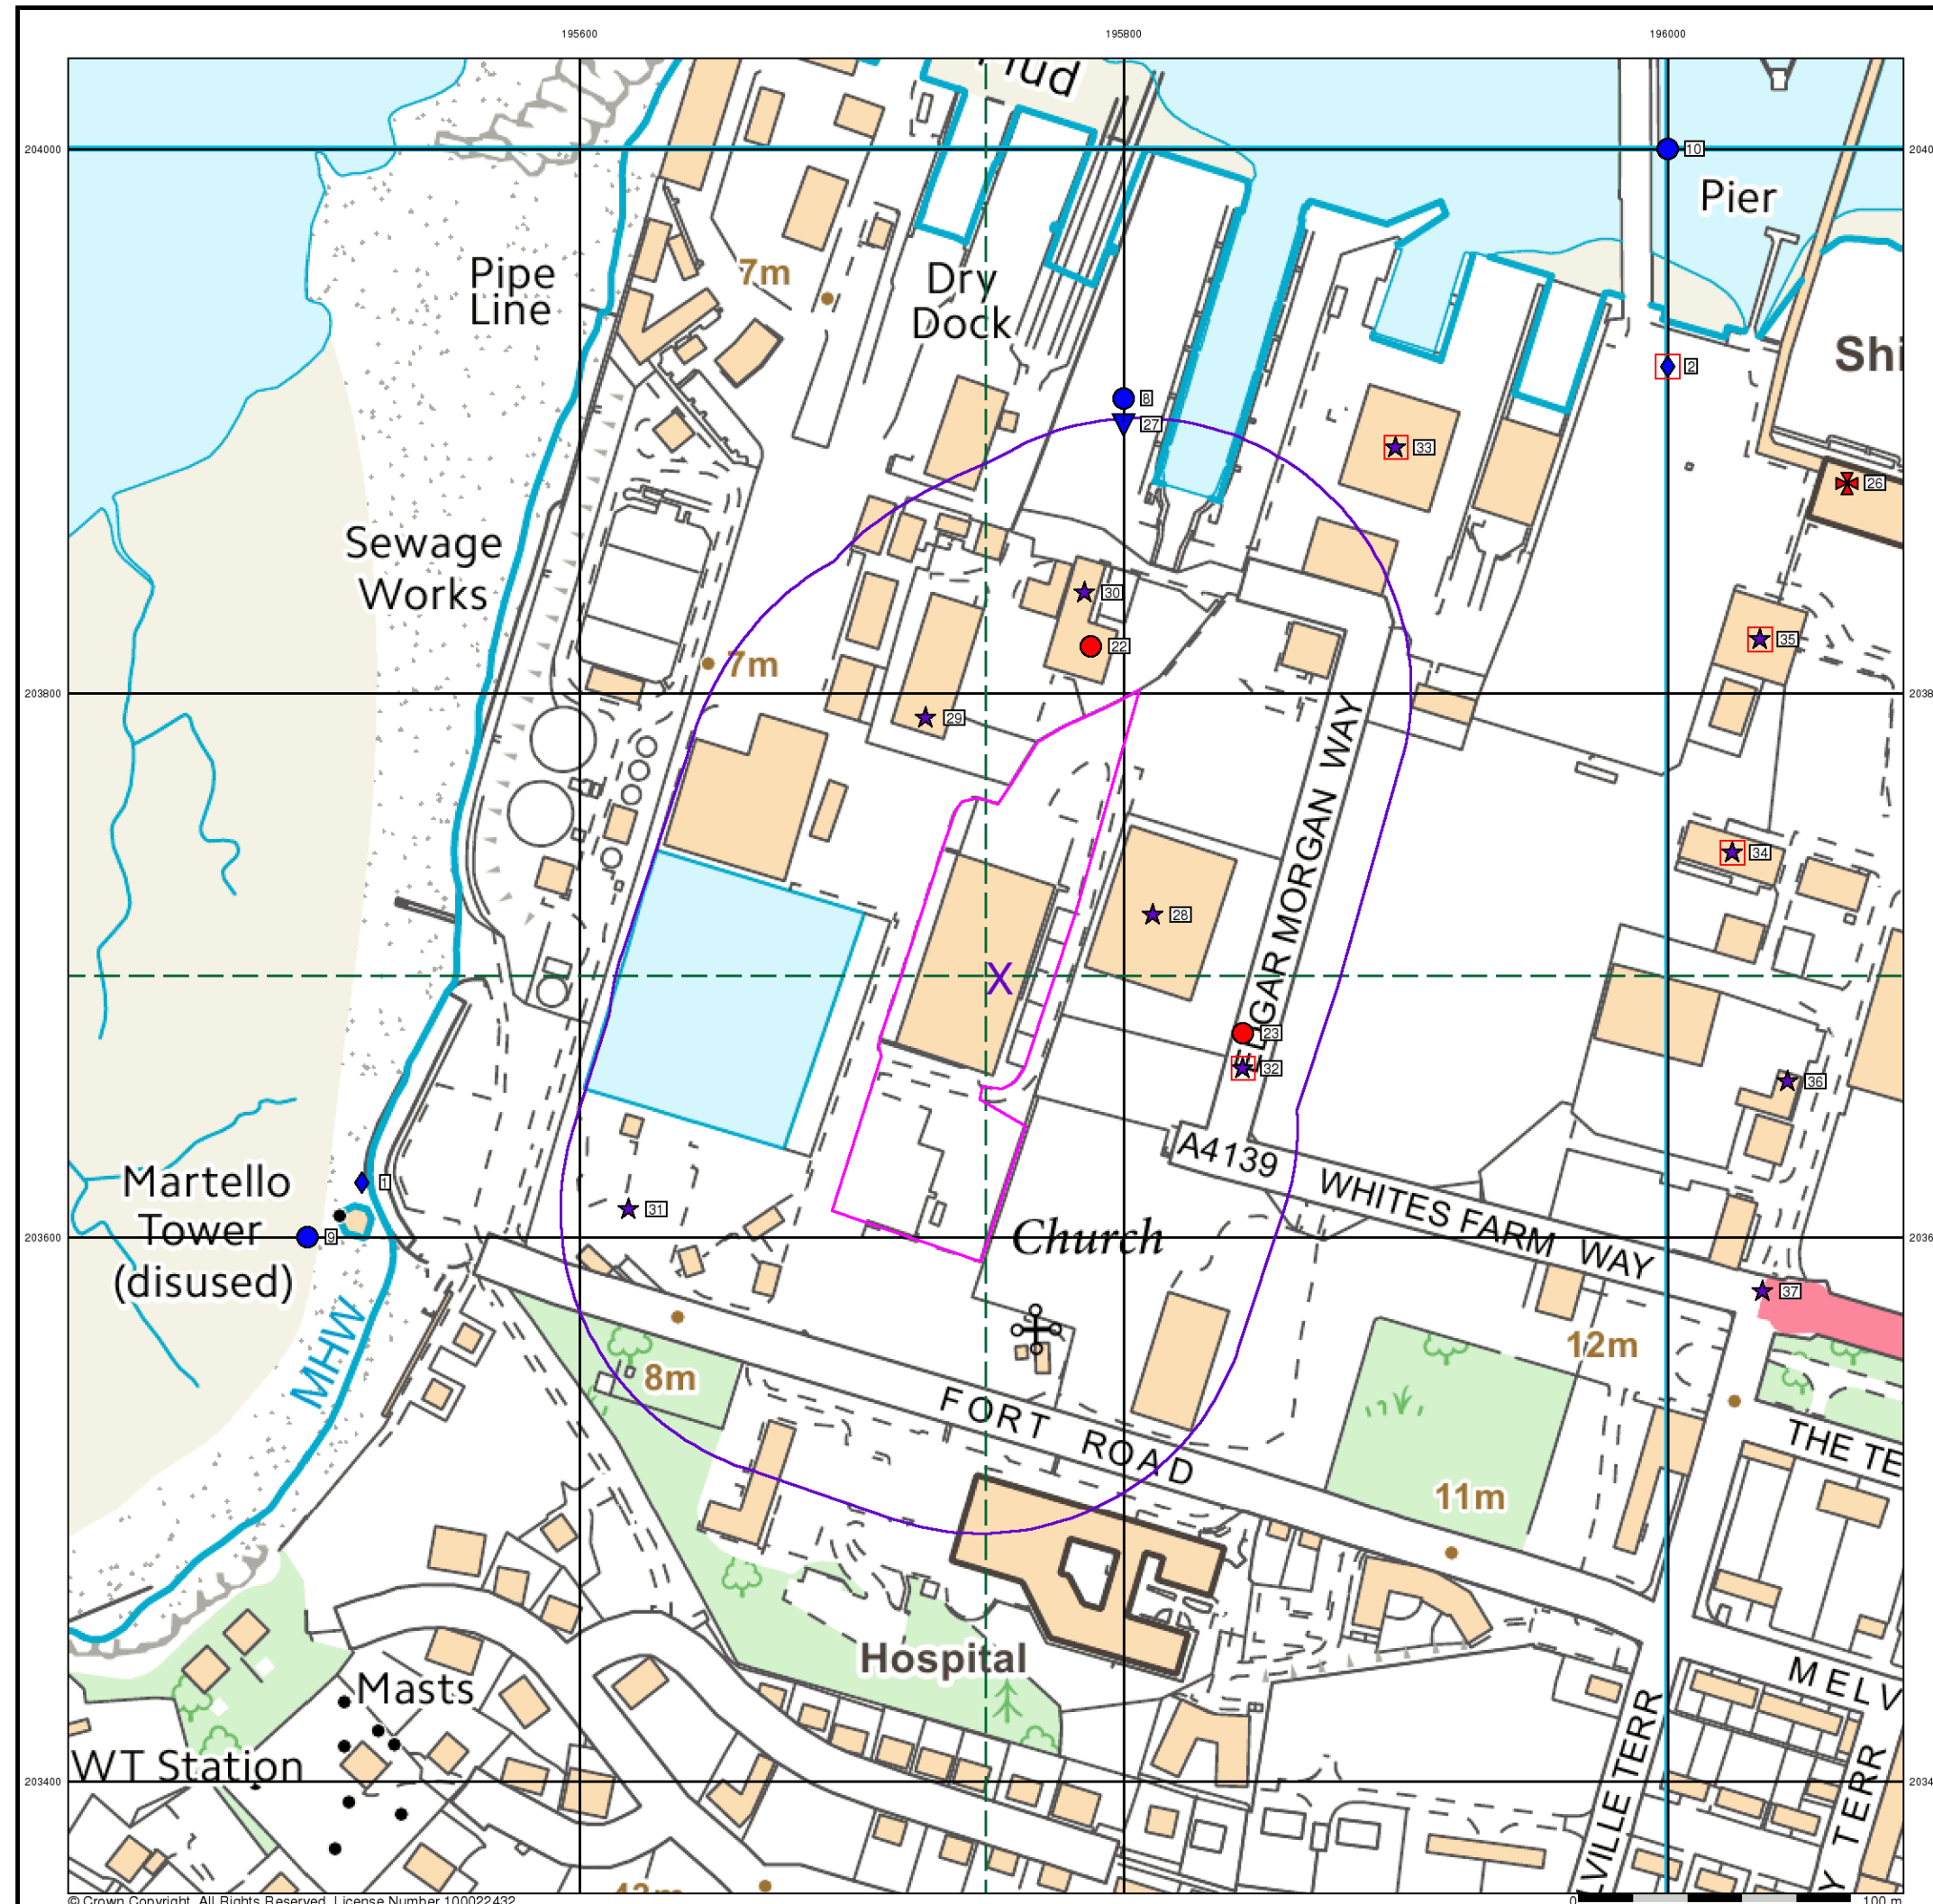 195600
195800
196000
204000
10
Pier
Pipe
Line
7m
Dry
Dock
Shi
2
8
27
33
26
Sewage
Works
30
22
7m
35
203800
29
EDGAR MORGAN WAY
34
28
X
23
32
36
A4139
WHITES FARM WAY
Martello
Tower
(disused)
1
9
31
Church
203600
37
MHW
12m
8m
FORT ROAD
THE TE
11m
Hospital
MELV
Masts
WT Station
203400
LVILLE TERR
Y TERR
© Crown Copyright. All Rights Reserved. License Number 100022432
0
100 m